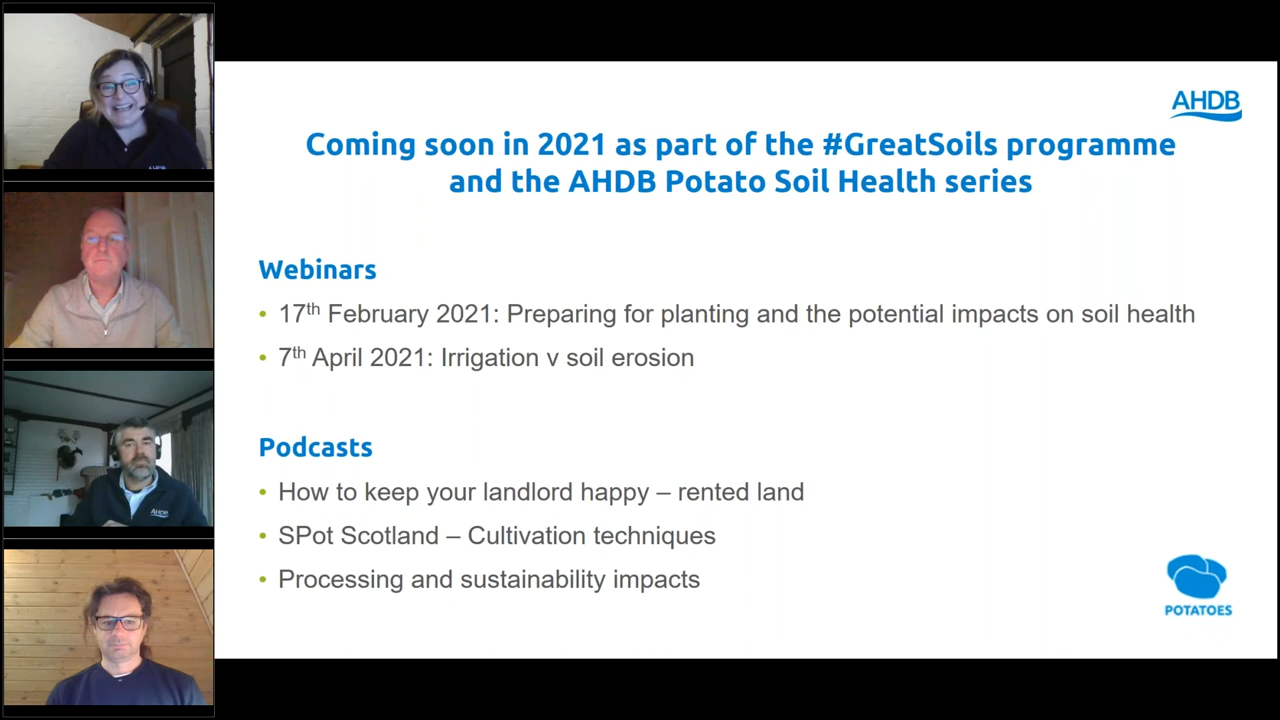 AHDB
Coming soon in 2021 as part of the #GreatSoils programme
and the AHDB Potato Soil Health series
Webinars
• 17th February 2021: Preparing for planting and the potential impacts on soil health
• 7th April 2021: Irrigation v soil erosion
Podcasts
• How to keep your landlord happy – rented land
• SPot Scotland – Cultivation techniques
• Processing and sustainability impacts
POTATOES
AHDB